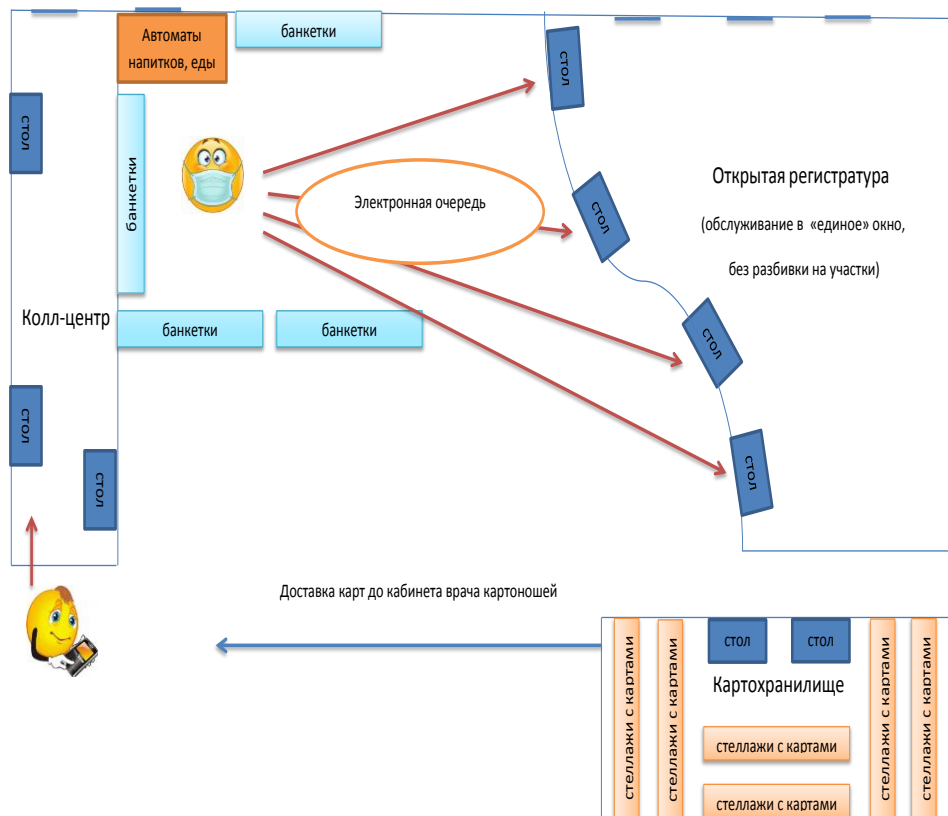 Автоматы
напитков, еды
банкетки
стол
стол
банкетки
Электронная очередь
стол
Открытая регистратура
(обслуживание в «единое» окно,
без разбивки на участки)
Колл-центр
банкетки
банкетки
стол
стол
стол
стол
Доставка карт до кабинета врача картоношей
стеллажи с картами
стеллажи с картами
стол
стол
стеллажи с картами
стеллажи с картами
Картохранилище
стеллажи с картами
стеллажи с картами